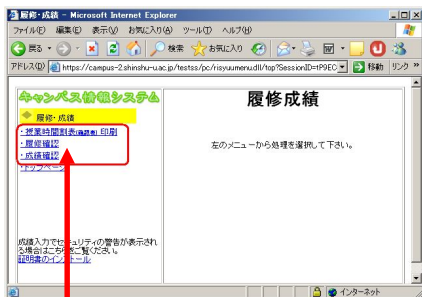 履修・成績 - Microsoft Internet Explorer
ファイル(F) 編集(E) 表示(V) お気に入り(A) ツール(T) ヘルプ(H)
戻る 検索 お気に入り
アドレス(D) https://campus-2.shinshu-u.ac.jp/testss/pc/risyuumenu.dll/top?SessionID=tP9EC 移動 リンク »
キャンパス情報システム
履修・成績
・授業時間割表(確認表) 印刷
・履修確認
・成績確認
・トップページ
履修成績
左のメニューから処理を選択して下さい。
成績入力でセキュリティの警告が表示される場合はこちらをご覧ください。
証明書のインストール
インターネット